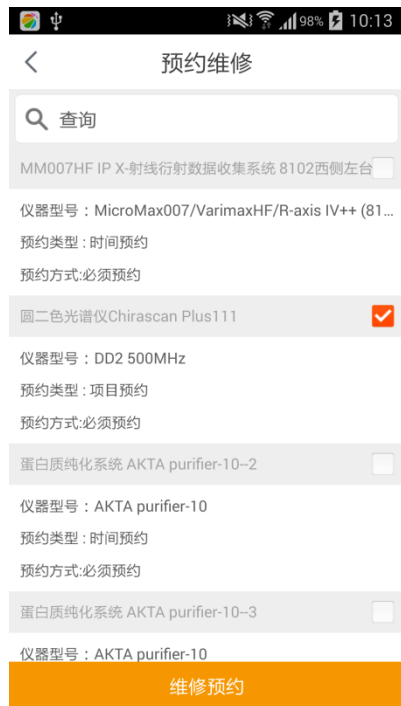 98% 10:13
预约维修
查询
MM007HF IP X-射线衍射数据收集系统 8102西侧左台
仪器型号：MicroMax007/VarimaxHF/R-axis IV++ (81...
预约类型 : 时间预约
预约方式:必须预约
圆二色光谱仪Chirascan Plus111
仪器型号：DD2 500MHz
预约类型 : 项目预约
预约方式:必须预约
蛋白质纯化系统 AKTA purifier-10--2
仪器型号：AKTA purifier-10
预约类型 : 时间预约
预约方式:必须预约
蛋白质纯化系统 AKTA purifier-10--3
仪器型号：AKTA purifier-10
维修预约